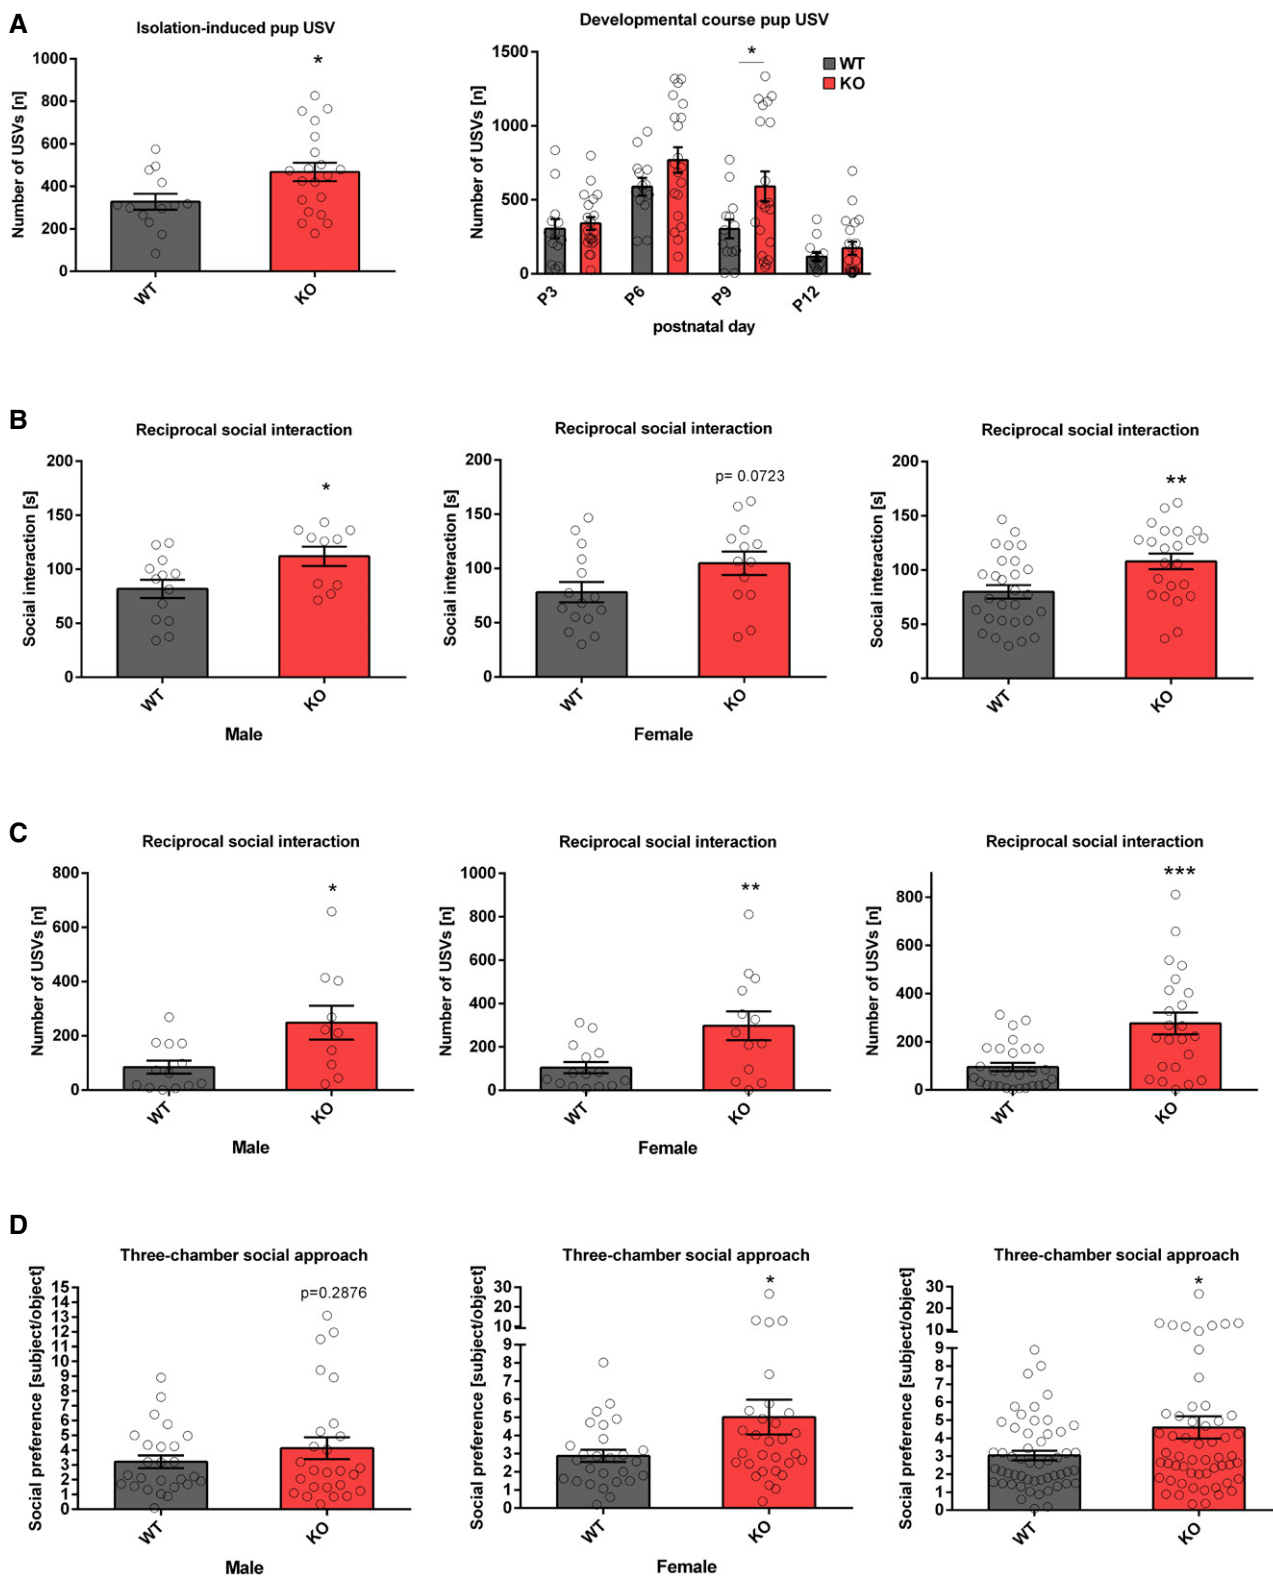 A
Isolation-induced pup USV
*
Number of USVs [n]
1000
800
600
400
200
0
WT
KO
Developmental course pup USV
*
WT
KO
Number of USVs [n]
1500
1000
500
0
P3
P6
P9
P12
postnatal day
B
Reciprocal social interaction
*
Social interaction [s]
200
150
100
50
0
WT
KO
Male
Reciprocal social interaction
p= 0.0723
Social interaction [s]
200
150
100
50
0
WT
KO
Female
Reciprocal social interaction
**
Social interaction [s]
200
150
100
50
0
WT
KO
C
Reciprocal social interaction
*
Number of USVs [n]
800
600
400
200
0
WT
KO
Male
Reciprocal social interaction
**
Number of USVs [n]
1000
800
600
400
200
0
WT
KO
Female
Reciprocal social interaction
***
Number of USVs [n]
800
600
400
200
0
WT
KO
D
Three-chamber social approach
p=0.2876
Social preference [subject/object]
15
14
13
12
11
10
9
8
7
6
5
4
3
2
1
0
WT
KO
Male
Three-chamber social approach
*
Social preference [subject/object]
30
20
10
9
8
7
6
5
4
3
2
1
0
WT
KO
Female
Three-chamber social approach
*
Social preference [subject/object]
30
20
10
9
8
7
6
5
4
3
2
1
0
WT
KO